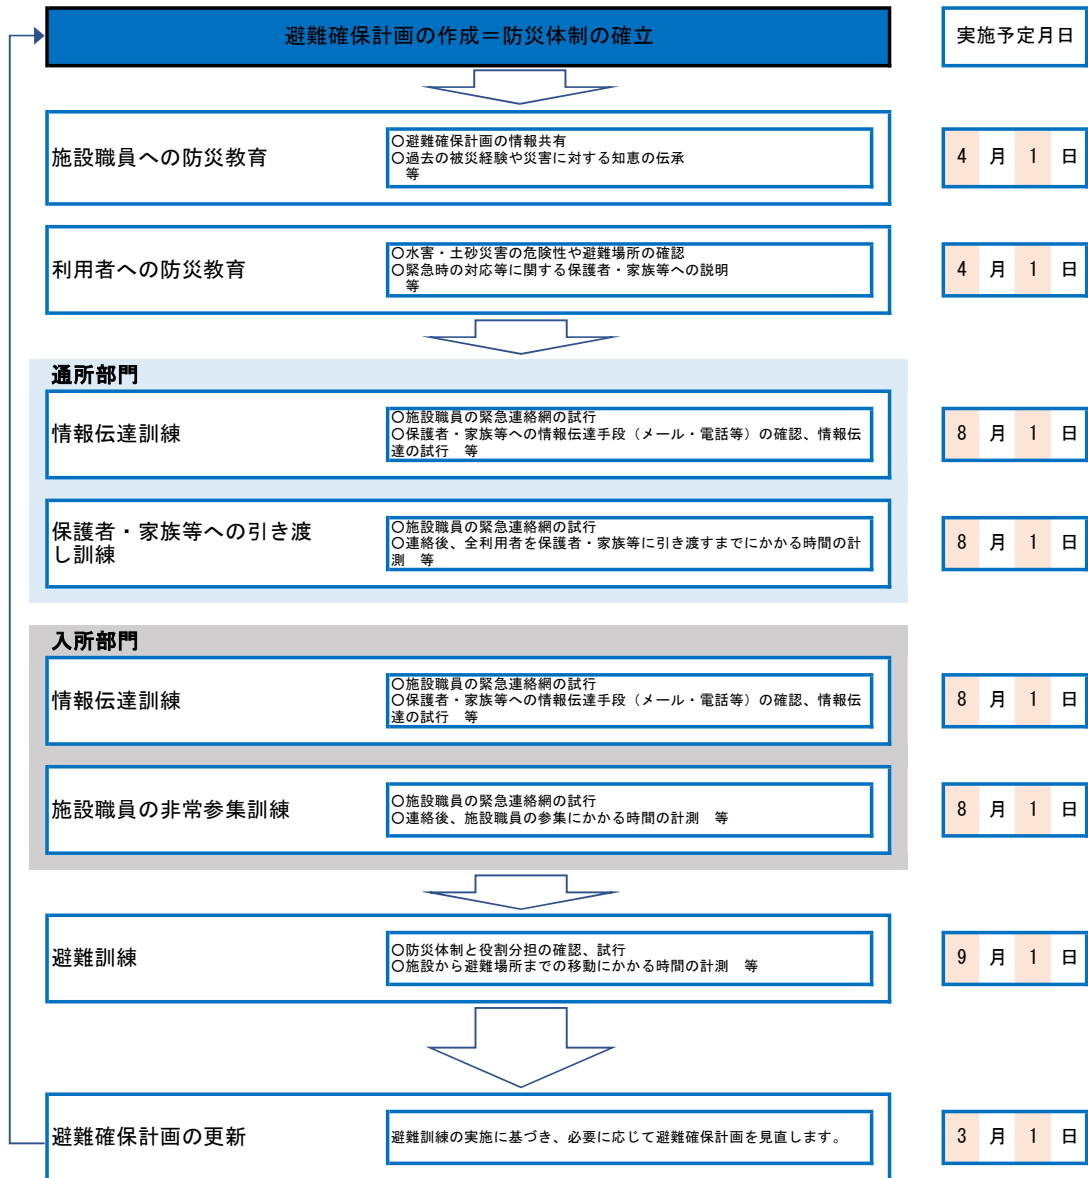 避難確保計画の作成=防災体制の確立
実施予定月日
施設職員への防災教育
○避難確保計画の情報共有
○過去の被災経験や災害に対する知恵の伝承
等
4 月 1 日
利用者への防災教育
○水害・土砂災害の危険性や避難場所の確認
○緊急時の対応等に関する保護者・家族等への説明
等
4 月 1 日
通所部門
情報伝達訓練
○施設職員の緊急連絡網の試行
○保護者・家族等への情報伝達手段（メール・電話等）の確認、情報伝
達の試行　等
8 月 1 日
保護者・家族等への引き渡
し訓練
○施設職員の緊急連絡網の試行
○連絡後、全利用者を保護者・家族等に引き渡すまでにかかる時間の計
測　等
8 月 1 日
入所部門
情報伝達訓練
○施設職員の緊急連絡網の試行
○保護者・家族等への情報伝達手段（メール・電話等）の確認、情報伝
達の試行　等
8 月 1 日
施設職員の非常参集訓練
○施設職員の緊急連絡網の試行
○連絡後、施設職員の参集にかかる時間の計測　等
8 月 1 日
避難訓練
○防災体制と役割分担の確認、試行
○施設から避難場所までの移動にかかる時間の計測　等
9 月 1 日
避難確保計画の更新
避難訓練の実施に基づき、必要に応じて避難確保計画を見直します。
3 月 1 日